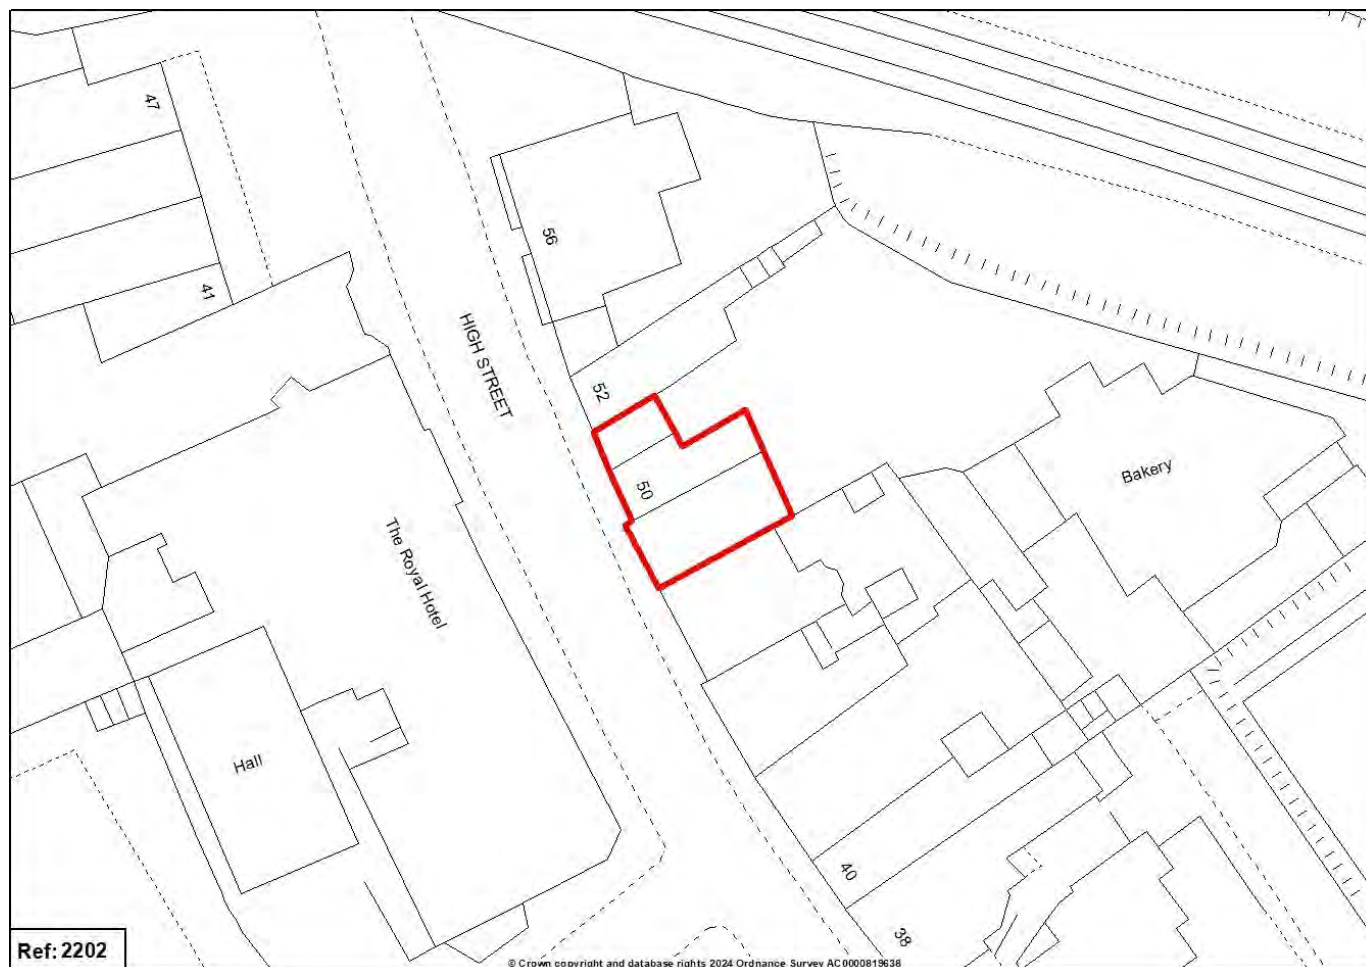 47
56
41
HIGH STREET
52
50
Bakery
The Royal Hotel
Hall
40
38
Ref: 2202
© Crown copyright and database rights 2024 Ordnance Survey AC0000819638